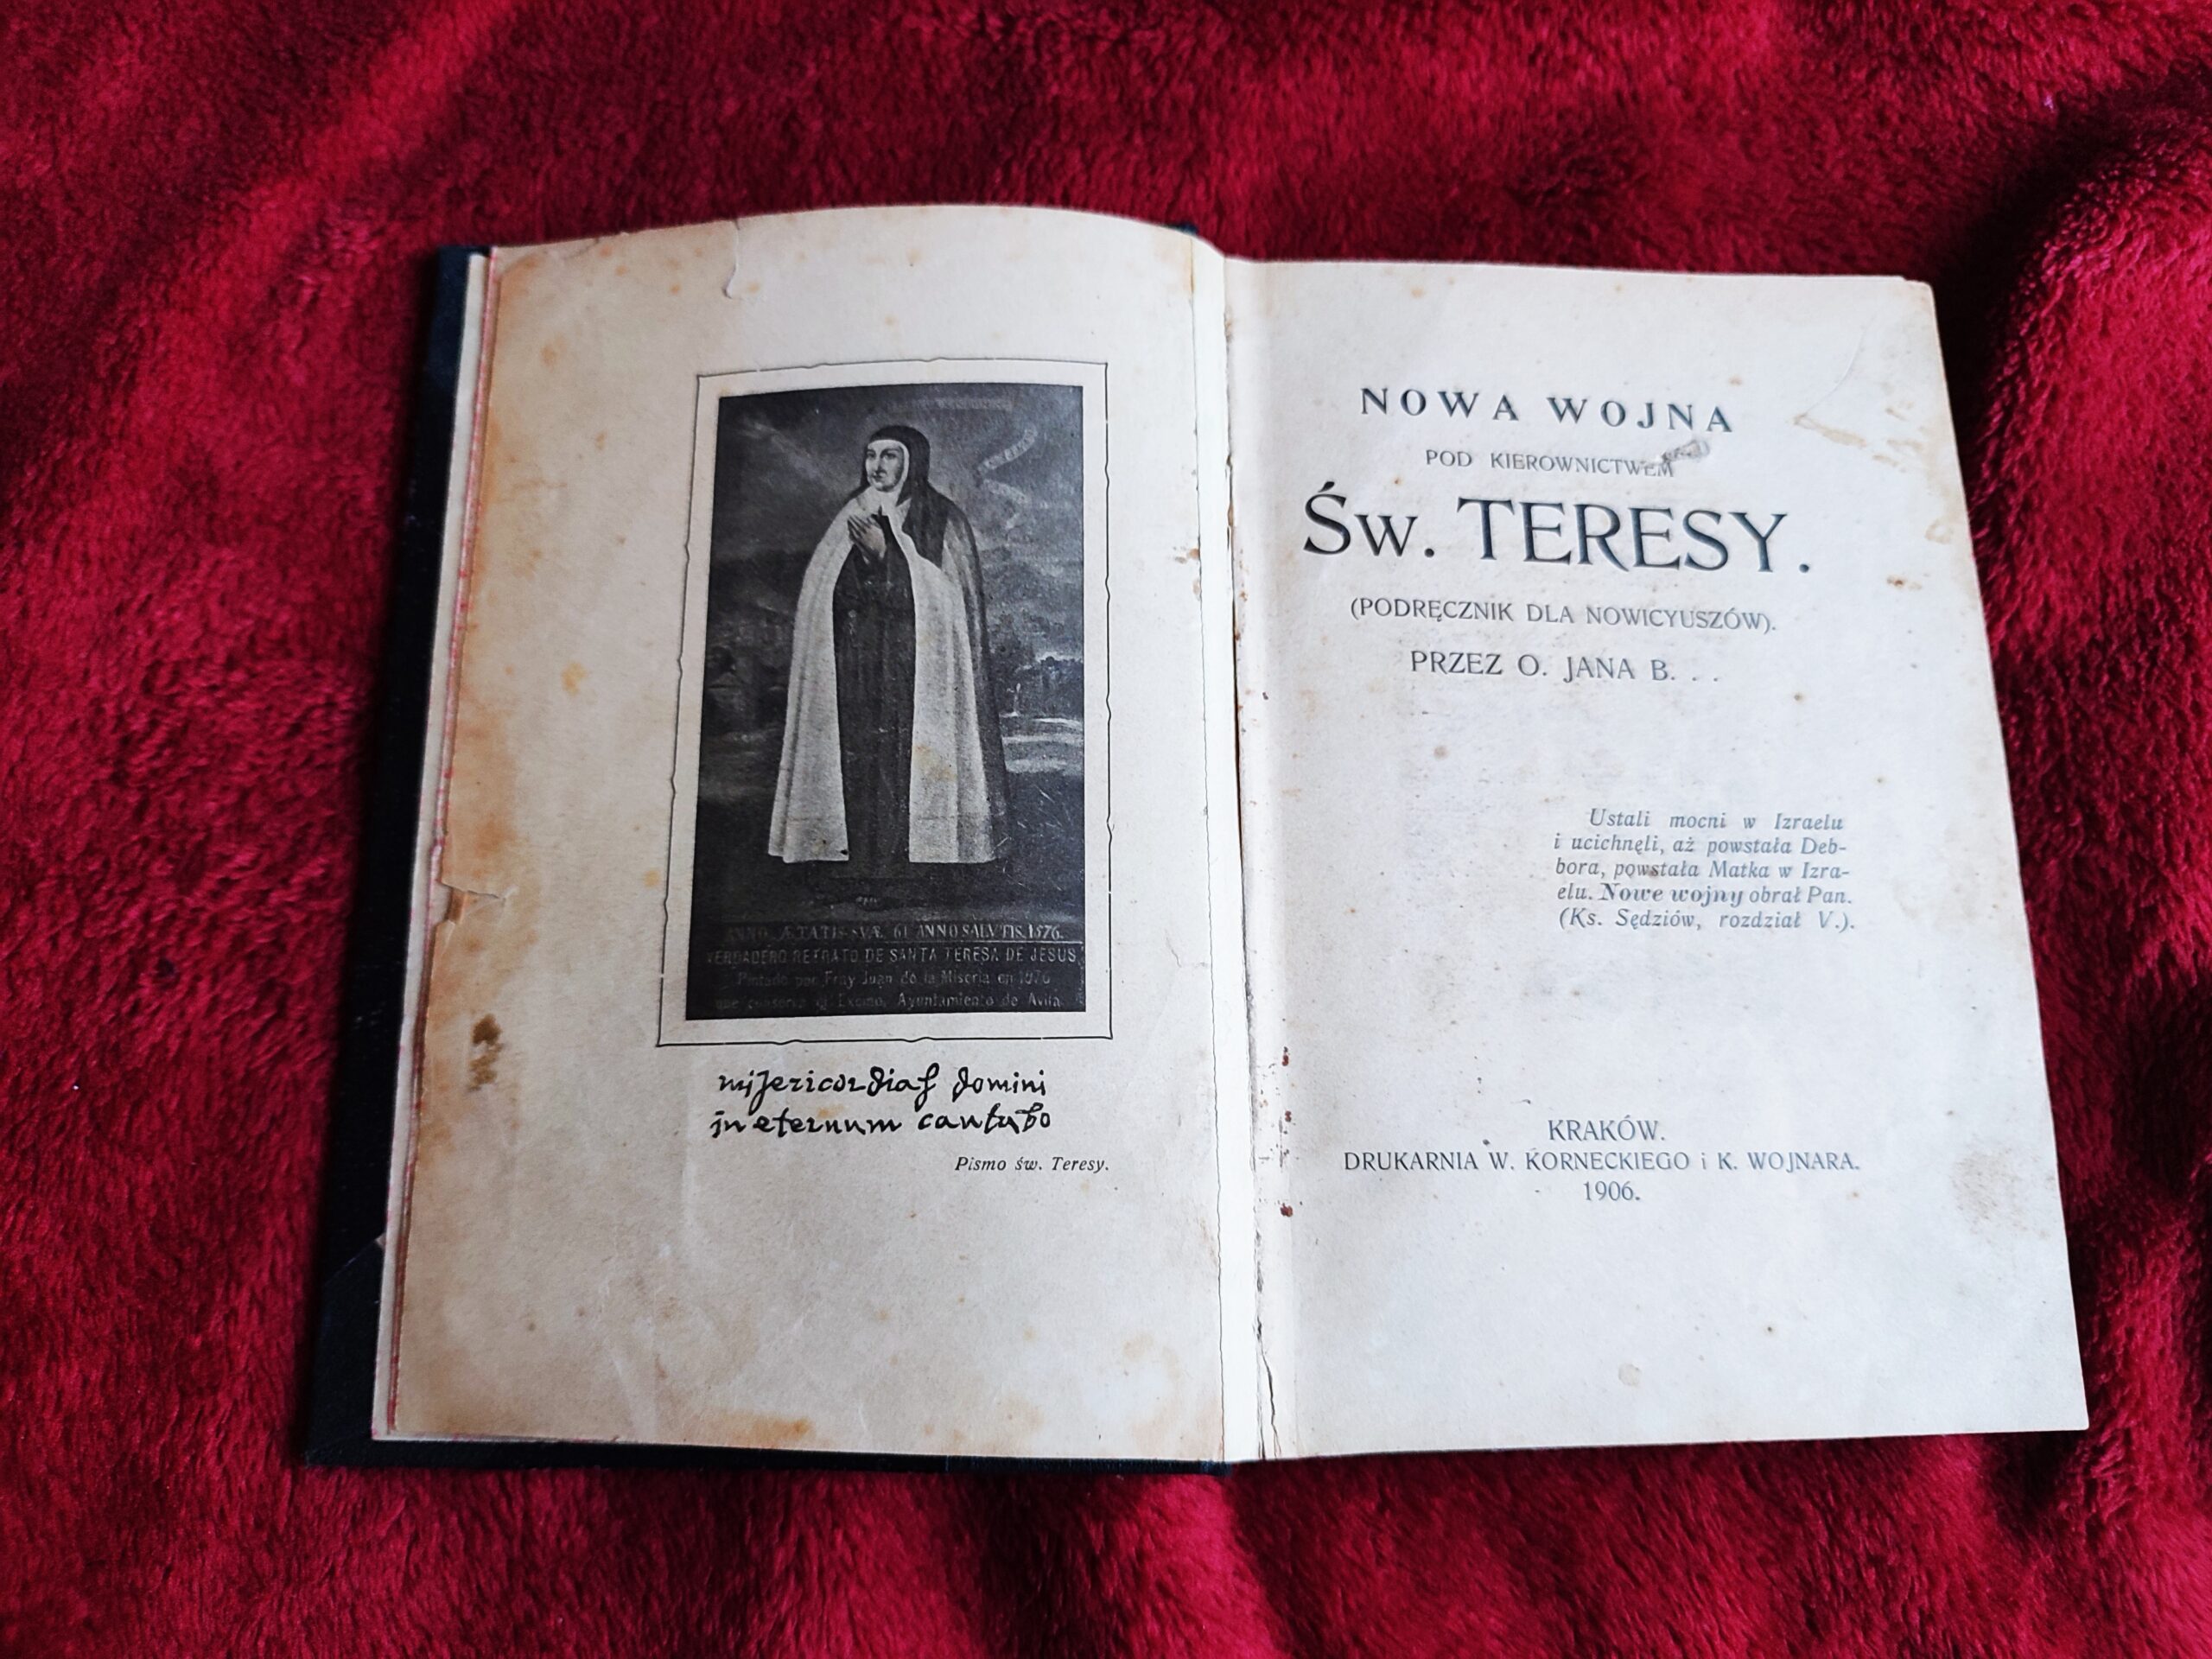 ANNO ÆTATIS SVÆ 61 ANNO SALVTIS 1576.
VERDADERO RETRATO DE SANTA TERESA DE JESUS
Pintado por Fray Juan de la Miseria en 1576
que conserva el Excmo. Ayuntamiento de Avila
misericordias domini
in eternum cantabo
Pismo św. Teresy.
NOWA WOJNA
POD KIEROWNICTWEM
ŚW. TERESY.
(PODRĘCZNIK DLA NOWICYUSZÓW).
PRZEZ O. JANA B. . .
Ustali mocni w Izraelu
i ucichnęli, aż powstała Deb-
bora, powstała Matka w Izra-
elu. Nowe wojny obrał Pan.
(Ks. Sędziów, rozdział V.).
KRAKÓW.
DRUKARNIA W. KORNECKIEGO i K. WOJNARA.
1906.